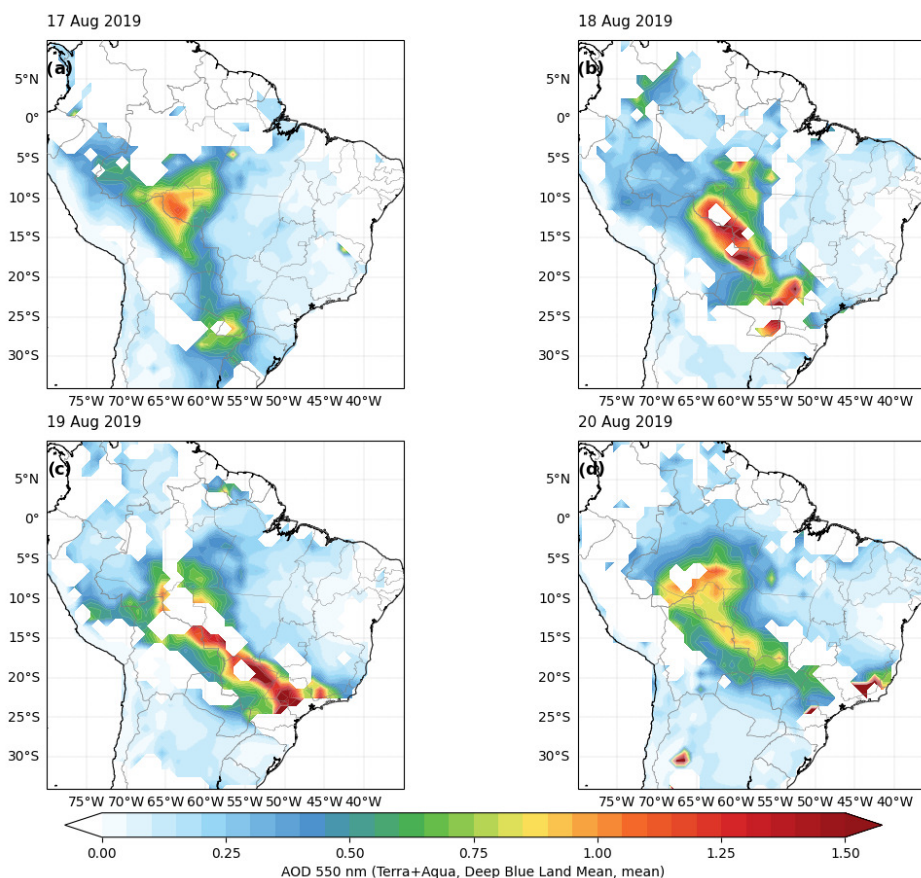 17 Aug 2019
18 Aug 2019
(a)
5°N
0°
5°S
10°S
15°S
20°S
25°S
30°S
75°W 70°W 65°W 60°W 55°W 50°W 45°W 40°W
(b)
5°N
0°
5°S
10°S
15°S
20°S
25°S
30°S
75°W 70°W 65°W 60°W 55°W 50°W 45°W 40°W
19 Aug 2019
20 Aug 2019
(c)
5°N
0°
5°S
10°S
15°S
20°S
25°S
30°S
75°W 70°W 65°W 60°W 55°W 50°W 45°W 40°W
(d)
5°N
0°
5°S
10°S
15°S
20°S
25°S
30°S
75°W 70°W 65°W 60°W 55°W 50°W 45°W 40°W
0.00 0.25 0.50 0.75 1.00 1.25 1.50
AOD 550 nm (Terra+Aqua, Deep Blue Land Mean, mean)